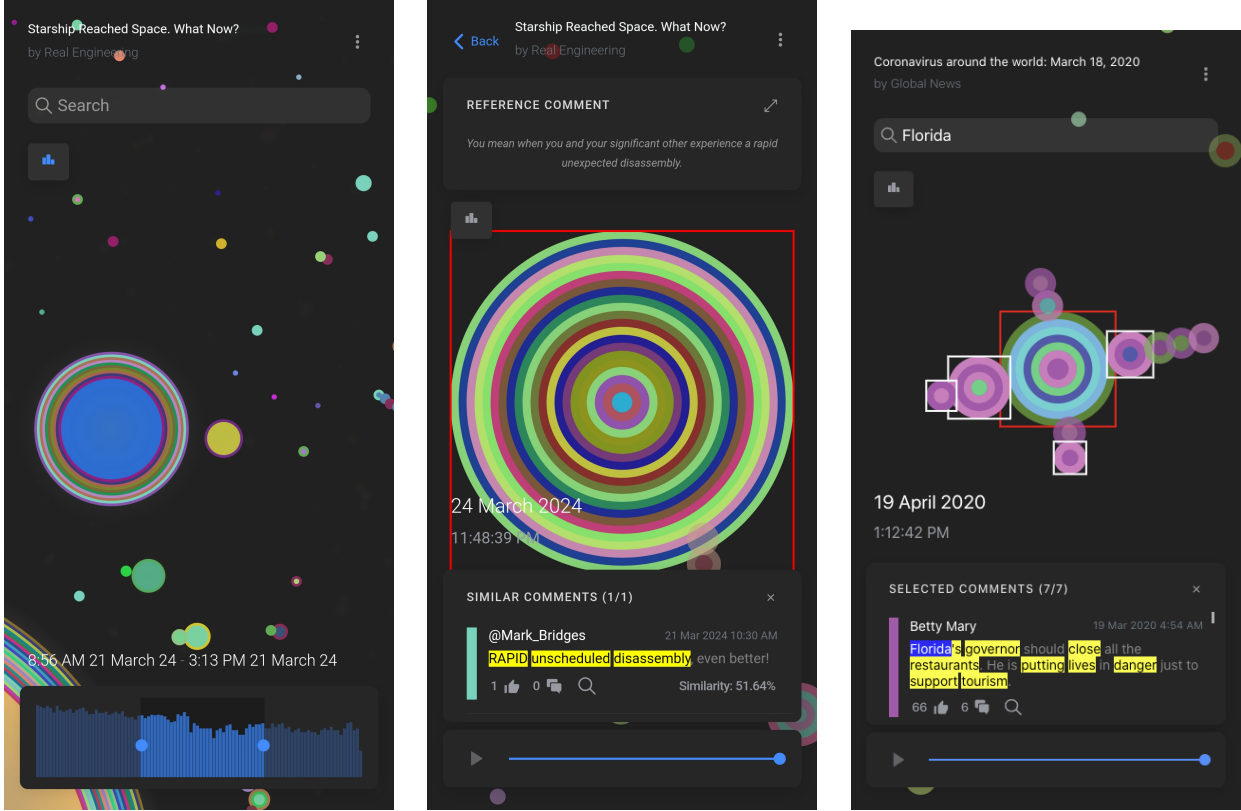 Starship Reached Space. What Now?
by Real Engineering
Search
8:56 AM 21 March 24 - 3:13 PM 21 March 24
Back
Starship Reached Space. What Now?
by Real Engineering
REFERENCE COMMENT
You mean when you and your significant other experience a rapid
unexpected disassembly.
24 March 2024
11:48:39 PM
SIMILAR COMMENTS (1/1)
@Mark_Bridges
21 Mar 2024 10:30 AM
RAPID unscheduled disassembly, even better!
1 0 Similarity: 51.64%
Coronavirus around the world: March 18, 2020
by Global News
Florida
19 April 2020
1:12:42 PM
SELECTED COMMENTS (7/7)
Betty Mary
19 Mar 2020 4:54 AM
Florida's governor should close all the
restaurants. He is putting lives in danger just to
support tourism.
66 6